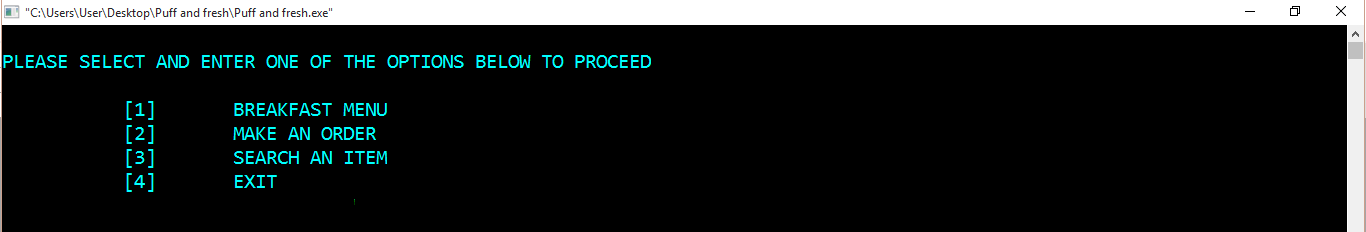 "C:\Users\User\Desktop\Puff and fresh\Puff and fresh.exe"
PLEASE SELECT AND ENTER ONE OF THE OPTIONS BELOW TO PROCEED
[1] BREAKFAST MENU
[2] MAKE AN ORDER
[3] SEARCH AN ITEM
[4] EXIT